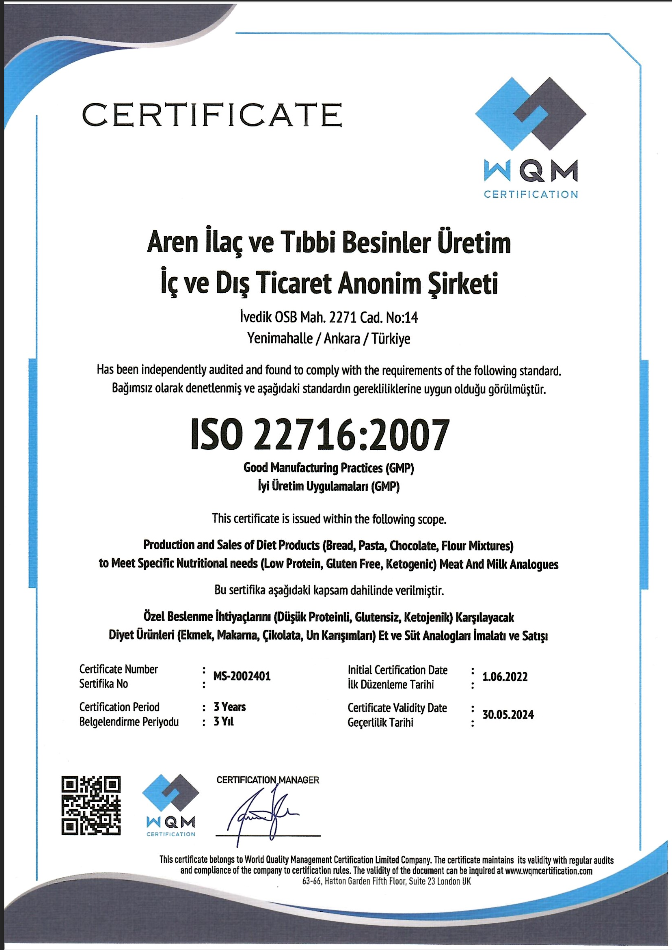 CERTIFICATE
WQM
CERTIFICATION
Aren İlaç ve Tıbbi Besinler Üretim
İç ve Dış Ticaret Anonim Şirketi
İvedik OSB Mah. 2271 Cad. No:14
Yenimahalle / Ankara / Türkiye
Has been independently audited and found to comply with the requirements of the following standard.
Bağımsız olarak denetlenmiş ve aşağıdaki standardın gerekliliklerine uygun olduğu görülmüştür.
ISO 22716:2007
Good Manufacturing Practices (GMP)
İyi Üretim Uygulamaları (GMP)
This certificate is issued within the following scope.
Production and Sales of Diet Products (Bread, Pasta, Chocolate, Flour Mixtures)
to Meet Specific Nutritional needs (Low Protein, Gluten Free, Ketogenic) Meat And Milk Analogues
Bu sertifika aşağıdaki kapsam dahilinde verilmiştir.
Özel Beslenme İhtiyaçlarını (Düşük Proteinli, Glutensiz, Ketojenik) Karşılayacak
Diyet Ürünleri (Ekmek, Makarna, Çikolata, Un Karışımları) Et ve Süt Analogları İmalatı ve Satışı
Certificate Number :
Sertifika No : MS-2002401
Certification Period : 3 Years
Belgelendirme Periyodu : 3 Yıl
Initial Certification Date :
İlk Düzenleme Tarihi : 1.06.2022
Certificate Validity Date :
Geçerlilik Tarihi : 30.05.2024
WQM
CERTIFICATION
CERTIFICATION MANAGER
This certificate belongs to World Quality Management Certification Limited Company. The certificate maintains its validity with regular audits
and compliance of the company to certification rules. The validity of the document can be inquired at www.wqmcertification.com
63-66, Hatton Garden Fifth Floor, Suite 23 London UK